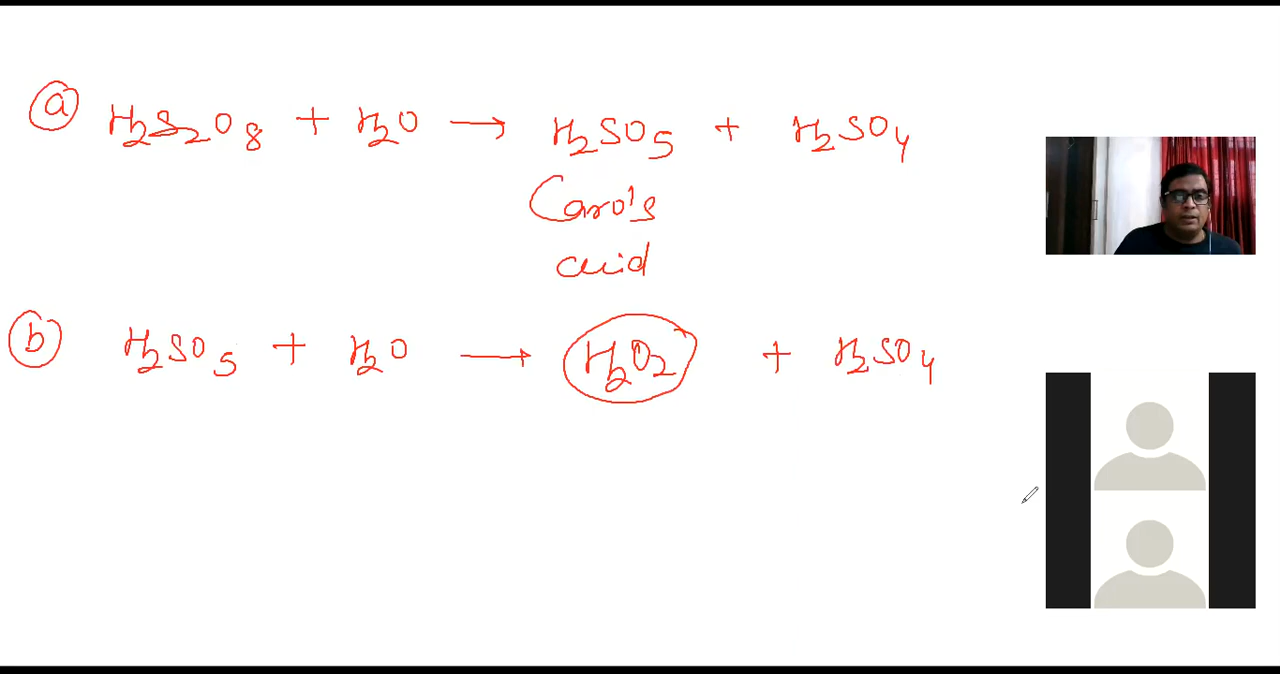 (a) H₂S₂O₈ + H₂O → H₂SO₅ + H₂SO₄
Caro's
acid
(b) H₂SO₅ + H₂O → H₂O₂ + H₂SO₄